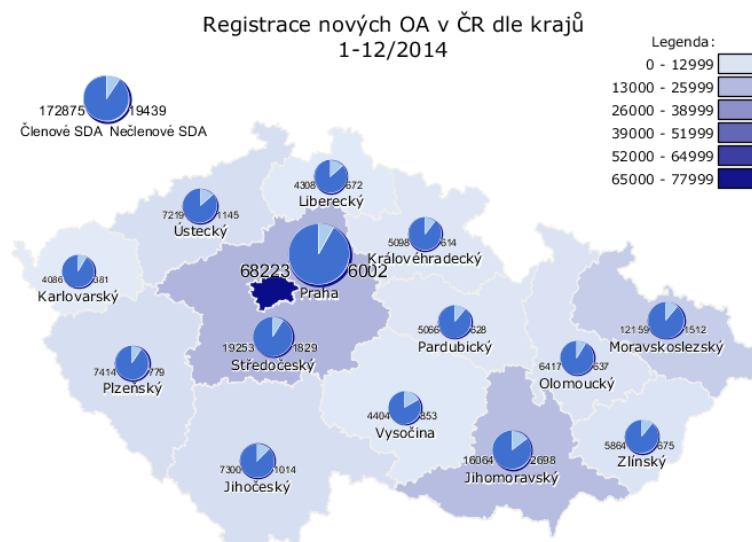 Registrace nových OA v ČR dle krajů
1-12/2014
Legenda:
0 - 12999
13000 - 25999
26000 - 38999
39000 - 51999
52000 - 64999
65000 - 77999
172875 19439
Členové SDA Nečlenové SDA
4308 672
Liberecký
7219 1145
Ústecký
5098 614
Královéhradecký
4086 381
Karlovarský
68223 6002
Praha
19253 1829
Středočeský
5066 628
Pardubický
12159 1512
Moravskoslezský
7414 779
Plzeňský
6417 637
Olomoucký
4404 853
Vysočina
5864 675
Zlínský
7300 1014
Jihočeský
16064 2698
Jihomoravský